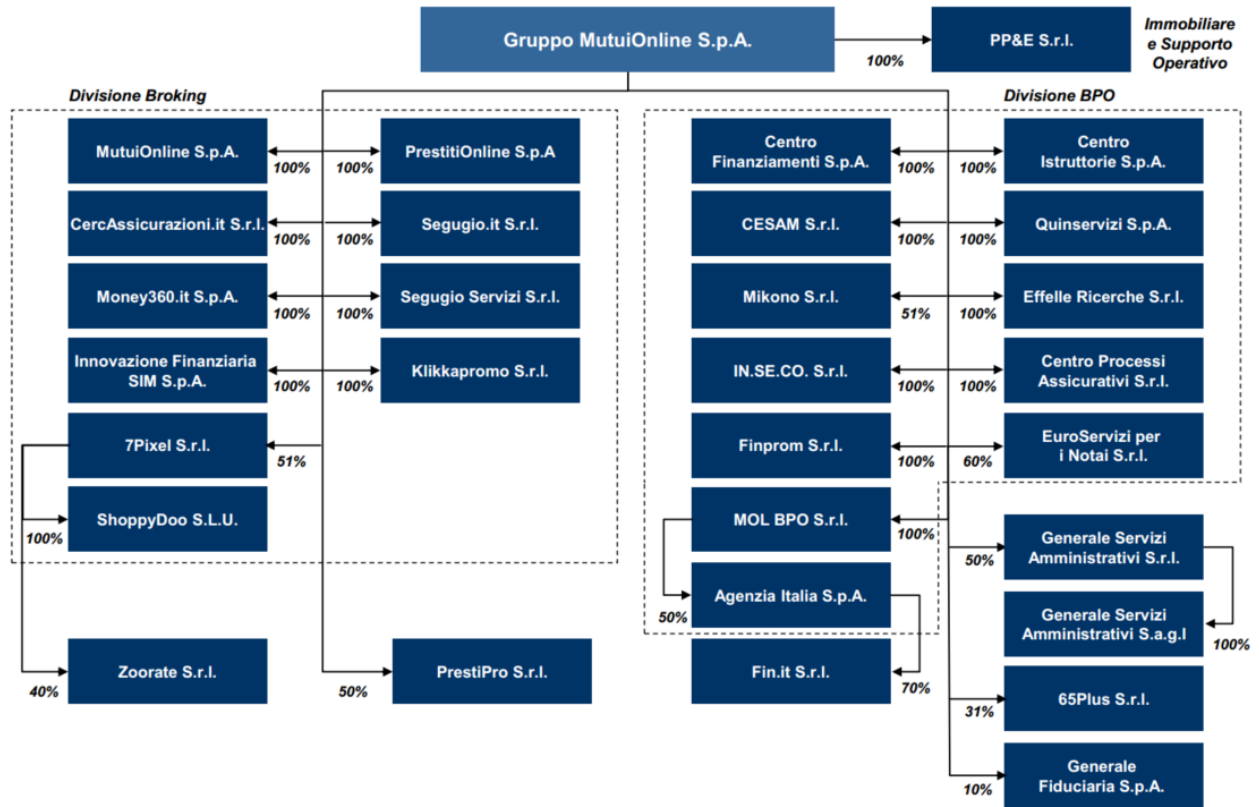 Gruppo MutuiOnline S.p.A.
100%
PP&E S.r.l.
Immobiliare
e Supporto
Operativo
Divisione Broking
MutuiOnline S.p.A.
100%
100%
PrestitiOnline S.p.A
CercAssicurazioni.it S.r.l.
100%
100%
Segugio.it S.r.l.
Money360.it S.p.A.
100%
100%
Segugio Servizi S.r.l.
Innovazione Finanziaria
SIM S.p.A.
100%
100%
Klikkapromo S.r.l.
7Pixel S.r.l.
51%
ShoppyDoo S.L.U.
100%
Zoorate S.r.l.
40%
50%
PrestiPro S.r.l.
Divisione BPO
Centro
Finanziamenti S.p.A.
100%
100%
Centro
Istruttorie S.p.A.
CESAM S.r.l.
100%
100%
Quinservizi S.p.A.
Mikono S.r.l.
51%
100%
Effelle Ricerche S.r.l.
IN.SE.CO. S.r.l.
100%
100%
Centro Processi
Assicurativi S.r.l.
Finprom S.r.l.
100%
60%
EuroServizi per
i Notai S.r.l.
MOL BPO S.r.l.
100%
50%
Agenzia Italia S.p.A.
Fin.it S.r.l.
70%
50%
Generale Servizi
Amministrativi S.r.l.
Generale Servizi
Amministrativi S.a.g.l
100%
31%
65Plus S.r.l.
10%
Generale
Fiduciaria S.p.A.